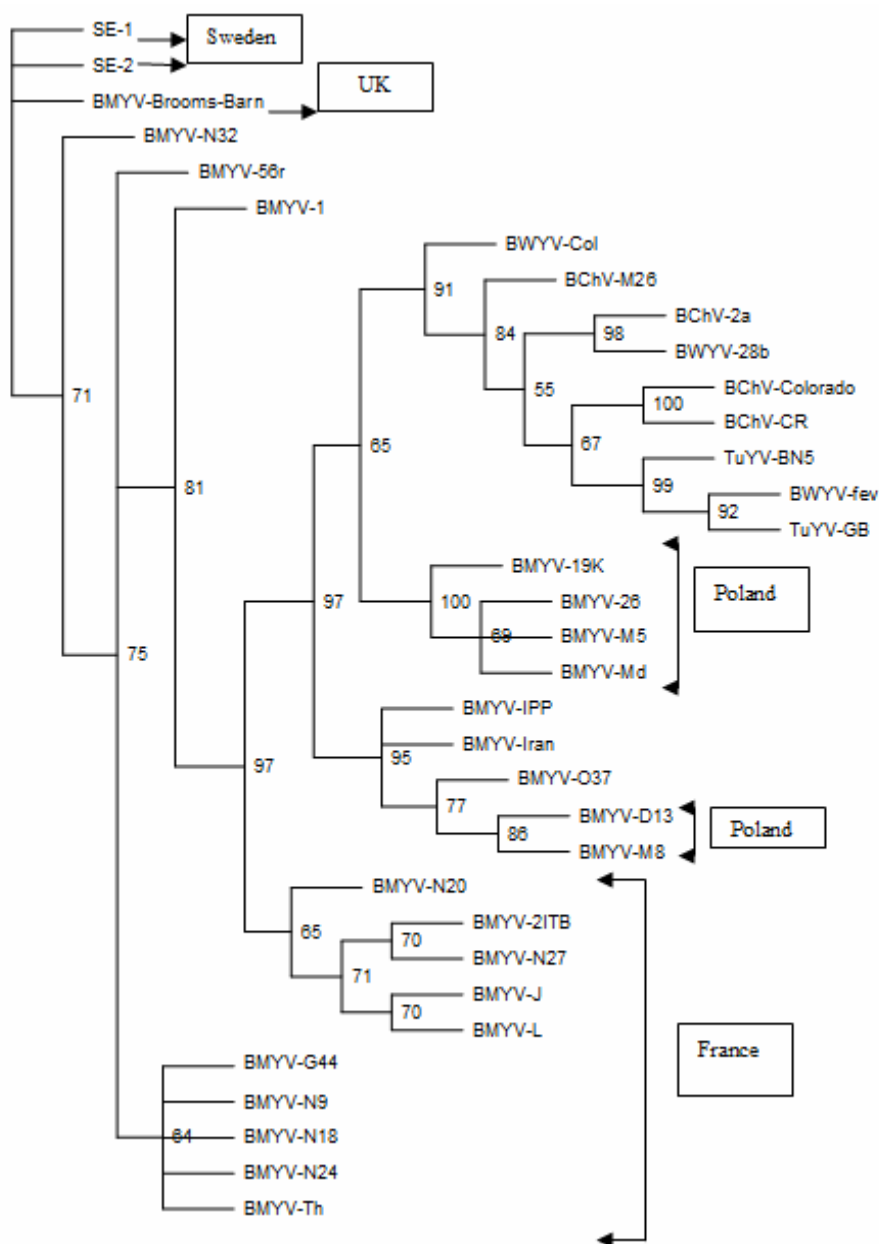 SE-1
Sweden
SE-2
UK
BMYV-Brooms-Barn
BMYV-N32
BMYV-56r
BMYV-1
BWYV-Col
91
BChV-M26
BChV-2a
84
98
BWYV-28b
71
55
BChV-Colorado
100
BChV-CR
65
67
TuYV-BN5
81
99
BWYV-fev
92
TuYV-GB
BMYV-19K
97
100
BMYV-26
Poland
69
BMYV-M5
75
BMYV-Md
BMYV-IPP
BMYV-Iran
97
95
BMYV-O37
77
BMYV-D13
Poland
86
BMYV-M8
BMYV-N20
BMYV-2ITB
65
70
BMYV-N27
71
BMYV-J
70
BMYV-L
France
BMYV-G44
BMYV-N9
64
BMYV-N18
BMYV-N24
BMYV-Th